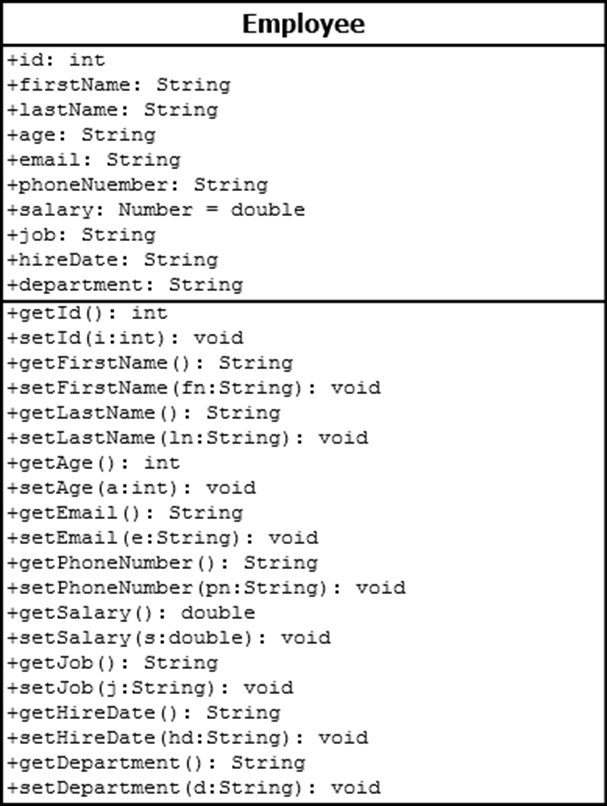 Employee
+id: int
+firstName: String
+lastName: String
+age: String
+email: String
+phoneNuember: String
+salary: Number = double
+job: String
+hireDate: String
+department: String
+getId(): int
+setId(i:int): void
+getFirstName(): String
+setFirstName(fn:String): void
+getLastName(): String
+setLastName(ln:String): void
+getAge(): int
+setAge(a:int): void
+getEmail(): String
+setEmail(e:String): void
+getPhoneNumber(): String
+setPhoneNumber(pn:String): void
+getSalary(): double
+setSalary(s:double): void
+getJob(): String
+setJob(j:String): void
+getHireDate(): String
+setHireDate(hd:String): void
+getDepartment(): String
+setDepartment(d:String): void